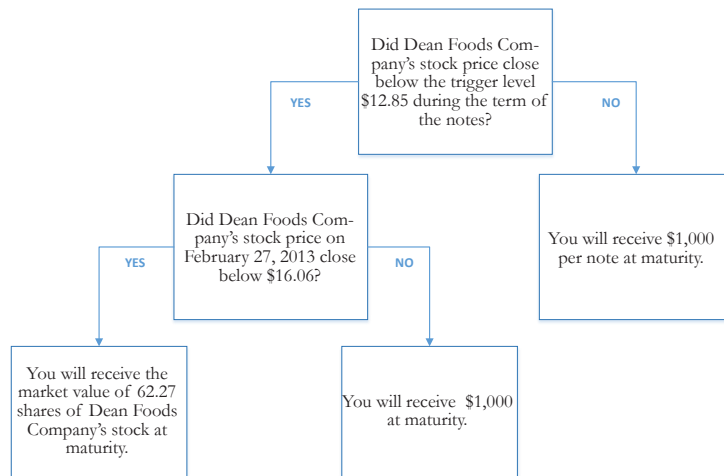 Did Dean Foods Com-
pany's stock price close
below the trigger level
$12.85 during the term of
the notes?
YES
NO
Did Dean Foods Com-
pany's stock price on
February 27, 2013 close
below $16.06?
You will receive $1,000
per note at maturity.
YES
NO
You will receive the
market value of 62.27
shares of Dean Foods
Company's stock at
maturity.
You will receive $1,000
at maturity.